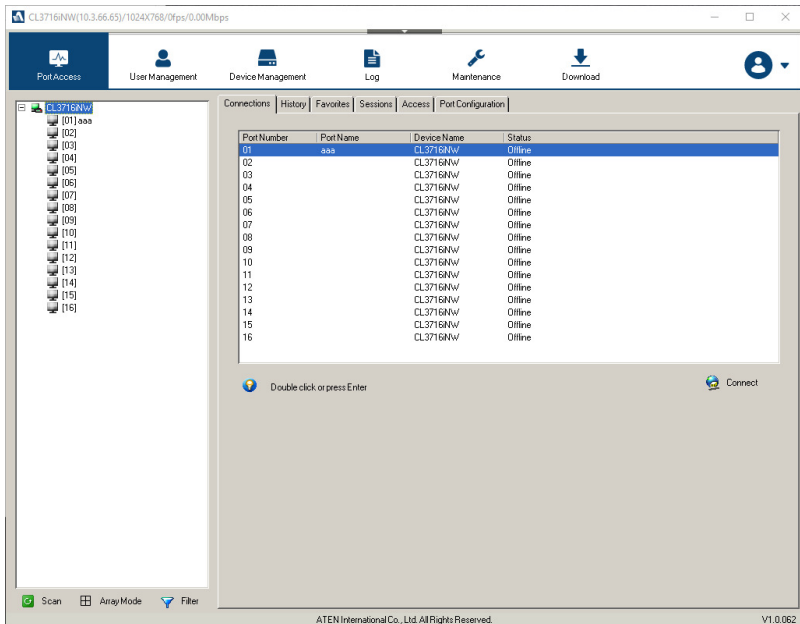 CL3716iNW(10.3.66.65)/1024X768/0fps/0.00Mbps
Port Access
User Management
Device Management
Log
Maintenance
Download
CL3716iNW
[01] aaa
[02]
[03]
[04]
[05]
[06]
[07]
[08]
[09]
[10]
[11]
[12]
[13]
[14]
[15]
[16]
Connections History Favorites Sessions Access Port Configuration
Port Number Port Name Device Name Status
01 aaa CL3716iNW Offline
02 CL3716iNW Offline
03 CL3716iNW Offline
04 CL3716iNW Offline
05 CL3716iNW Offline
06 CL3716iNW Offline
07 CL3716iNW Offline
08 CL3716iNW Offline
09 CL3716iNW Offline
10 CL3716iNW Offline
11 CL3716iNW Offline
12 CL3716iNW Offline
13 CL3716iNW Offline
14 CL3716iNW Offline
15 CL3716iNW Offline
16 CL3716iNW Offline
Double click or press Enter
Connect
Scan Array Mode Filter
ATEN International Co., Ltd. All Rights Reserved.
V1.0.062